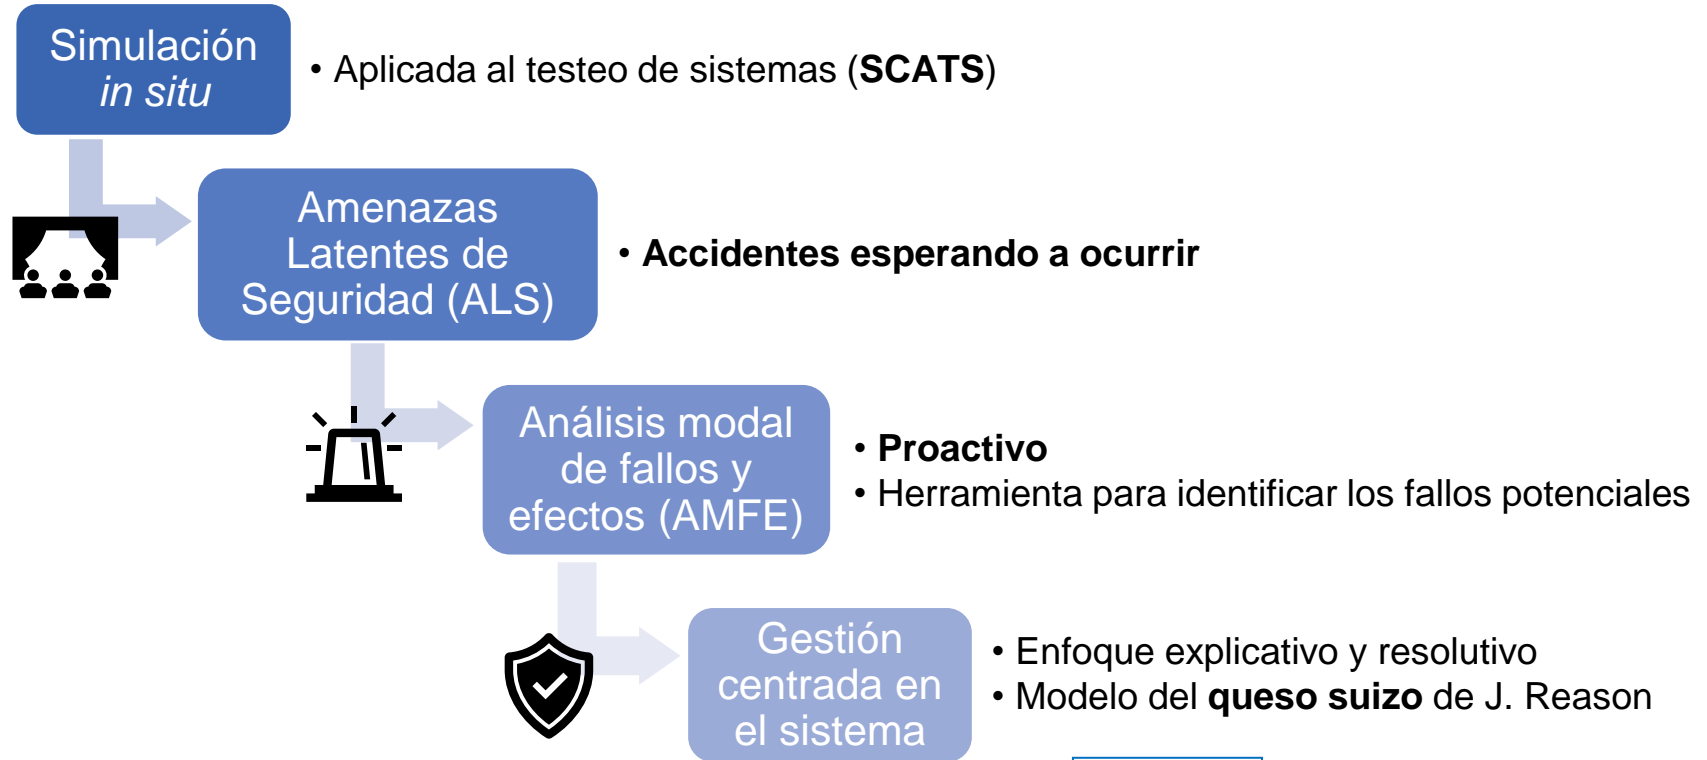 Simulación
in situ
• Aplicada al testeo de sistemas (SCATS)
Amenazas
Latentes de
Seguridad (ALS)
• Accidentes esperando a ocurrir
Análisis modal
de fallos y
efectos (AMFE)
• Proactivo
• Herramienta para identificar los fallos potenciales
Gestión
centrada en
el sistema
• Enfoque explicativo y resolutivo
• Modelo del queso suizo de J. Reason